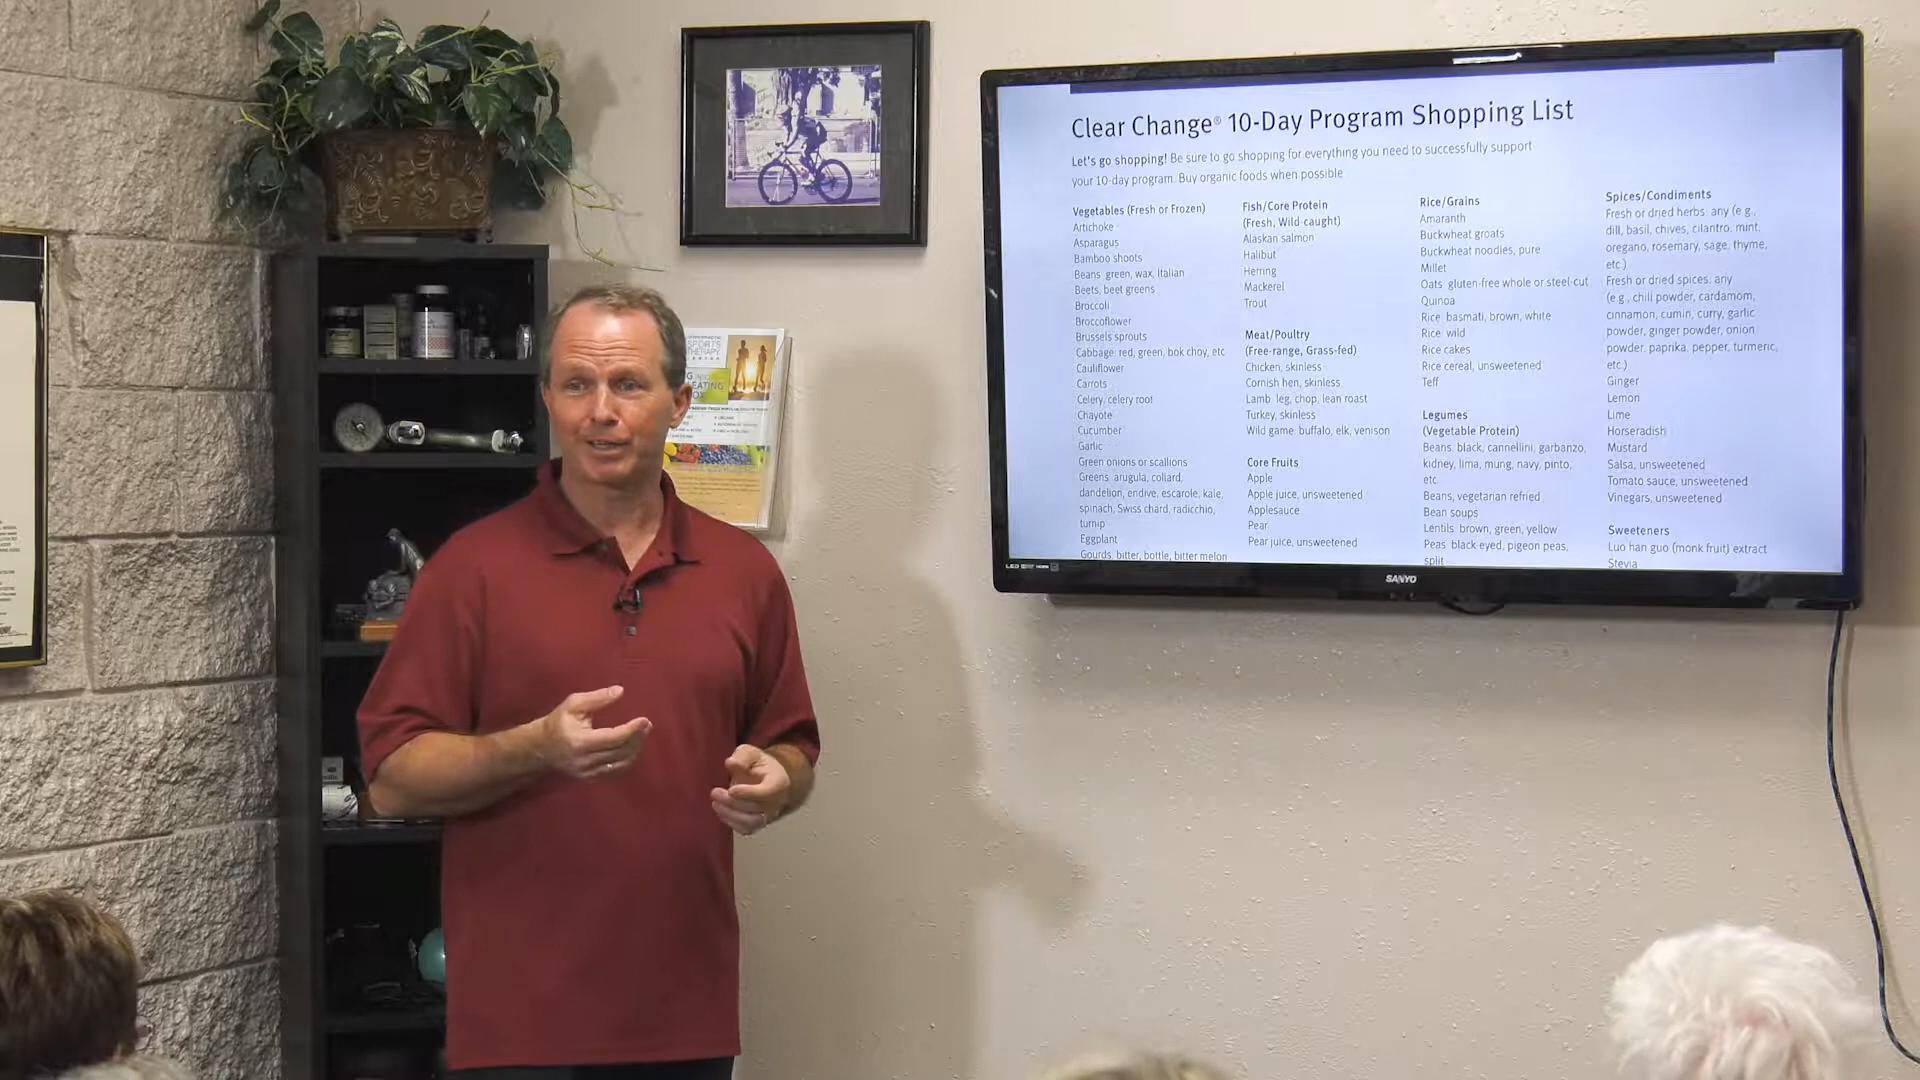 Clear Change® 10-Day Program Shopping List
Let's go shopping! Be sure to go shopping for everything you need to successfully support
your 10-day program. Buy organic foods when possible
Vegetables (Fresh or Frozen)
Artichoke
Asparagus
Bamboo shoots
Beans green, wax, Italian
Beets, beet greens
Broccoli
Broccoflower
Brussels sprouts
Cabbage red, green, bok choy, etc
Cauliflower
Carrots
Celery, celery root
Chayote
Cucumber
Garlic
Green onions or scallions
Greens arugula, collard,
dandelion, endive, escarole, kale,
spinach, Swiss chard, radicchio,
turnip
Eggplant
Gourds, bitter, bottle, bitter melon
Fish/Core Protein
(Fresh, Wild-caught)
Alaskan salmon
Halibut
Herring
Mackerel
Trout
Meat/Poultry
(Free-range, Grass-fed)
Chicken, skinless
Cornish hen, skinless
Lamb leg, chop, lean roast
Turkey, skinless
Wild game: buffalo, elk, venison
Core Fruits
Apple
Apple juice, unsweetened
Applesauce
Pear
Pear juice, unsweetened
Rice/Grains
Amaranth
Buckwheat groats
Buckwheat noodles, pure
Millet
Oats gluten-free whole or steel-cut
Quinoa
Rice basmati, brown, white
Rice wild
Rice cakes
Rice cereal, unsweetened
Teff
Legumes
(Vegetable Protein)
Beans: black, cannellini, garbanzo,
kidney, lima, mung, navy, pinto,
etc
Beans, vegetarian refried
Bean soups
Lentils: brown, green, yellow
Peas: black-eyed, pigeon peas,
split
Spices/Condiments
Fresh or dried herbs: any (e.g.,
dill, basil, chives, cilantro, mint,
oregano, rosemary, sage, thyme,
etc.)
Fresh or dried spices: any
(e.g., chili powder, cardamom,
cinnamon, cumin, curry, garlic
powder, ginger powder, onion
powder, paprika, pepper, turmeric,
etc.)
Ginger
Lemon
Lime
Horseradish
Mustard
Salsa, unsweetened
Tomato sauce, unsweetened
Vinegars, unsweetened
Sweeteners
Luo han guo (monk fruit) extract
Stevia
SANYO
LED
SPORTS
THERAPY
EATING